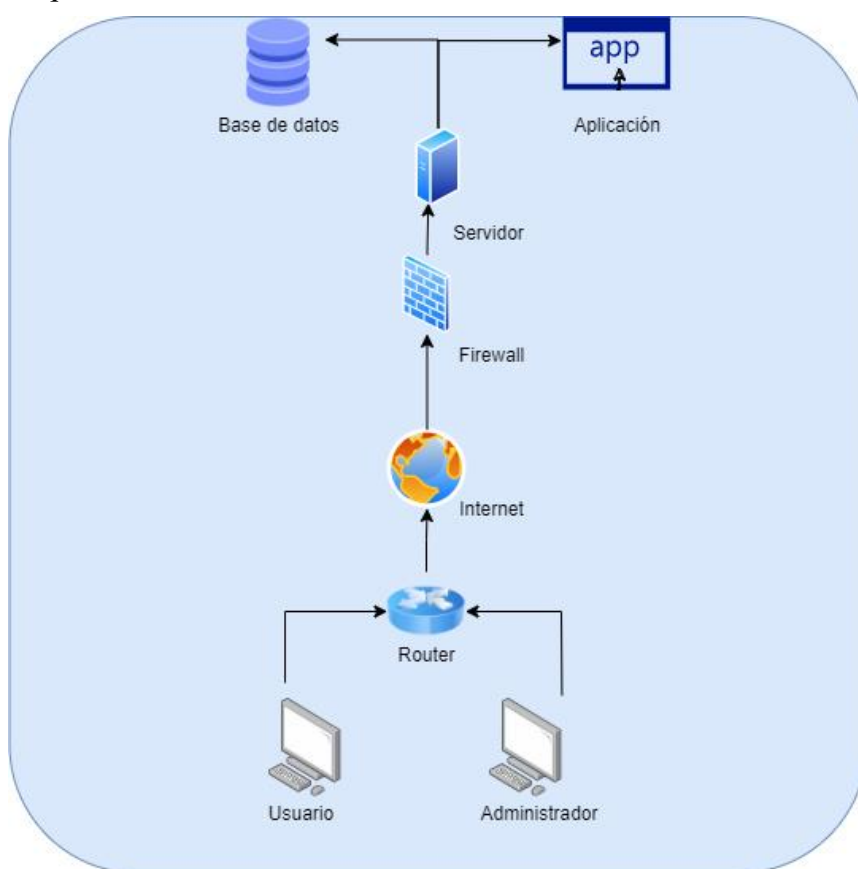 app
Base de datos
Aplicación
Servidor
Firewall
Internet
Router
Usuario
Administrador